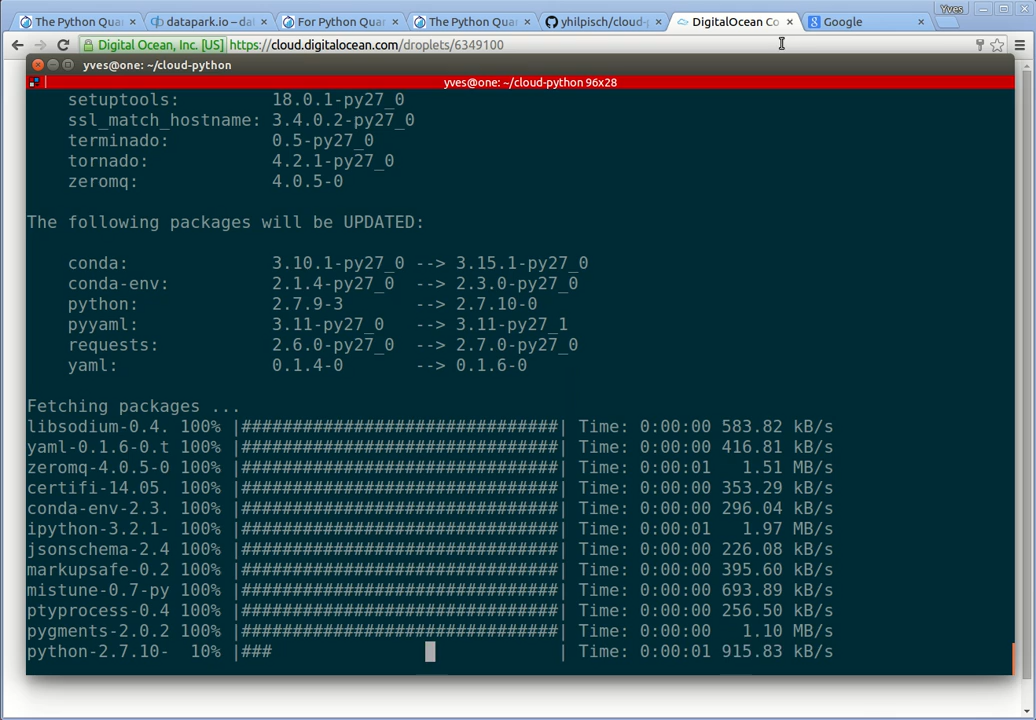 Yves
The Python Quan
datapark.io – dal
For Python Quan
The Python Quan
yhilpisch/cloud-p
DigitalOcean Co
Google
Digital Ocean, Inc. [US] https://cloud.digitalocean.com/droplets/6349100
yves@one: ~/cloud-python
yves@one: ~/cloud-python 96x28
setuptools: 18.0.1-py27_0
ssl_match_hostname: 3.4.0.2-py27_0
terminado: 0.5-py27_0
tornado: 4.2.1-py27_0
zeromq: 4.0.5-0
The following packages will be UPDATED:
conda: 3.10.1-py27_0 --> 3.15.1-py27_0
conda-env: 2.1.4-py27_0 --> 2.3.0-py27_0
python: 2.7.9-3 --> 2.7.10-0
pyyaml: 3.11-py27_0 --> 3.11-py27_1
requests: 2.6.0-py27_0 --> 2.7.0-py27_0
yaml: 0.1.4-0 --> 0.1.6-0
Fetching packages ...
libsodium-0.4. 100% |###############################| Time: 0:00:00 583.82 kB/s
yaml-0.1.6-0.t 100% |###############################| Time: 0:00:00 416.81 kB/s
zeromq-4.0.5-0 100% |###############################| Time: 0:00:01 1.51 MB/s
certifi-14.05. 100% |###############################| Time: 0:00:00 353.29 kB/s
conda-env-2.3. 100% |###############################| Time: 0:00:00 296.04 kB/s
ipython-3.2.1- 100% |###############################| Time: 0:00:01 1.97 MB/s
jsonschema-2.4 100% |###############################| Time: 0:00:00 226.08 kB/s
markupsafe-0.2 100% |###############################| Time: 0:00:00 395.60 kB/s
mistune-0.7-py 100% |###############################| Time: 0:00:00 693.89 kB/s
ptyprocess-0.4 100% |###############################| Time: 0:00:00 256.50 kB/s
pygments-2.0.2 100% |###############################| Time: 0:00:00 1.10 MB/s
python-2.7.10- 10% |### | Time: 0:00:01 915.83 kB/s